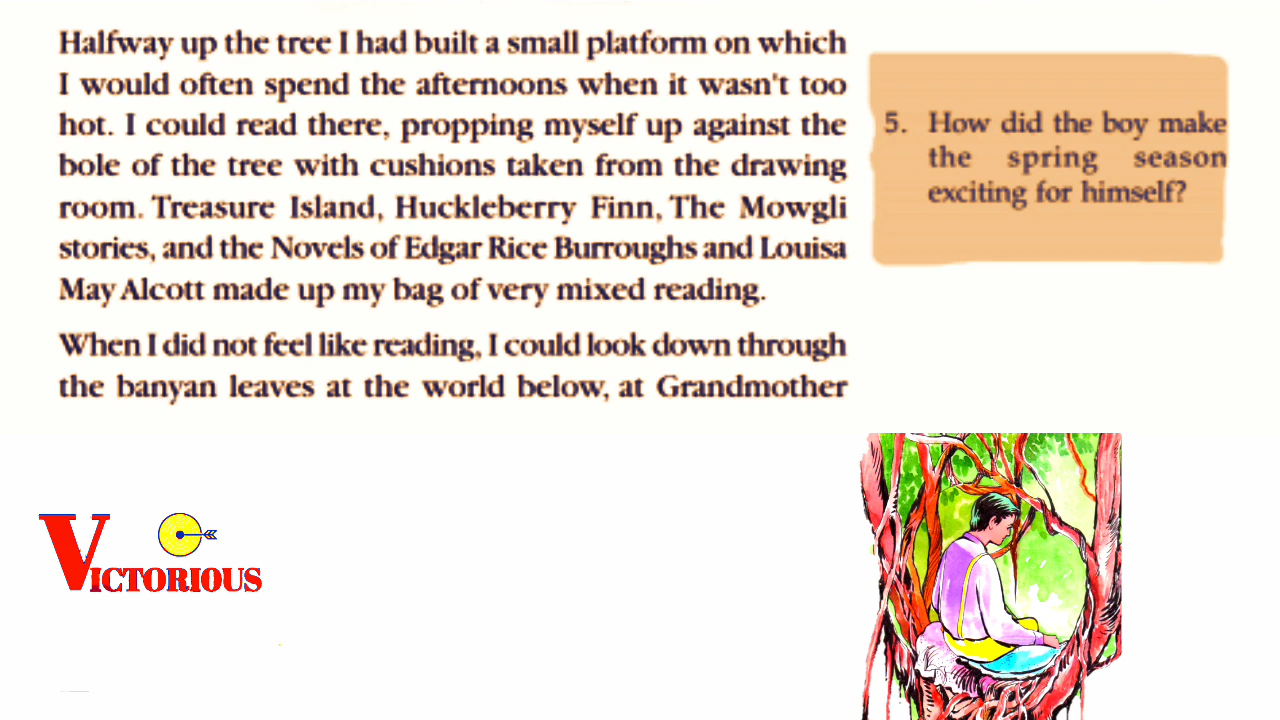 Halfway up the tree I had built a small platform on which
I would often spend the afternoons when it wasn't too
hot. I could read there, propping myself up against the
bole of the tree with cushions taken from the drawing
room. Treasure Island, Huckleberry Finn, The Mowgli
stories, and the Novels of Edgar Rice Burroughs and Louisa
May Alcott made up my bag of very mixed reading.
When I did not feel like reading, I could look down through
the banyan leaves at the world below, at Grandmother
5. How did the boy make
the spring season
exciting for himself?
VICTORIOUS